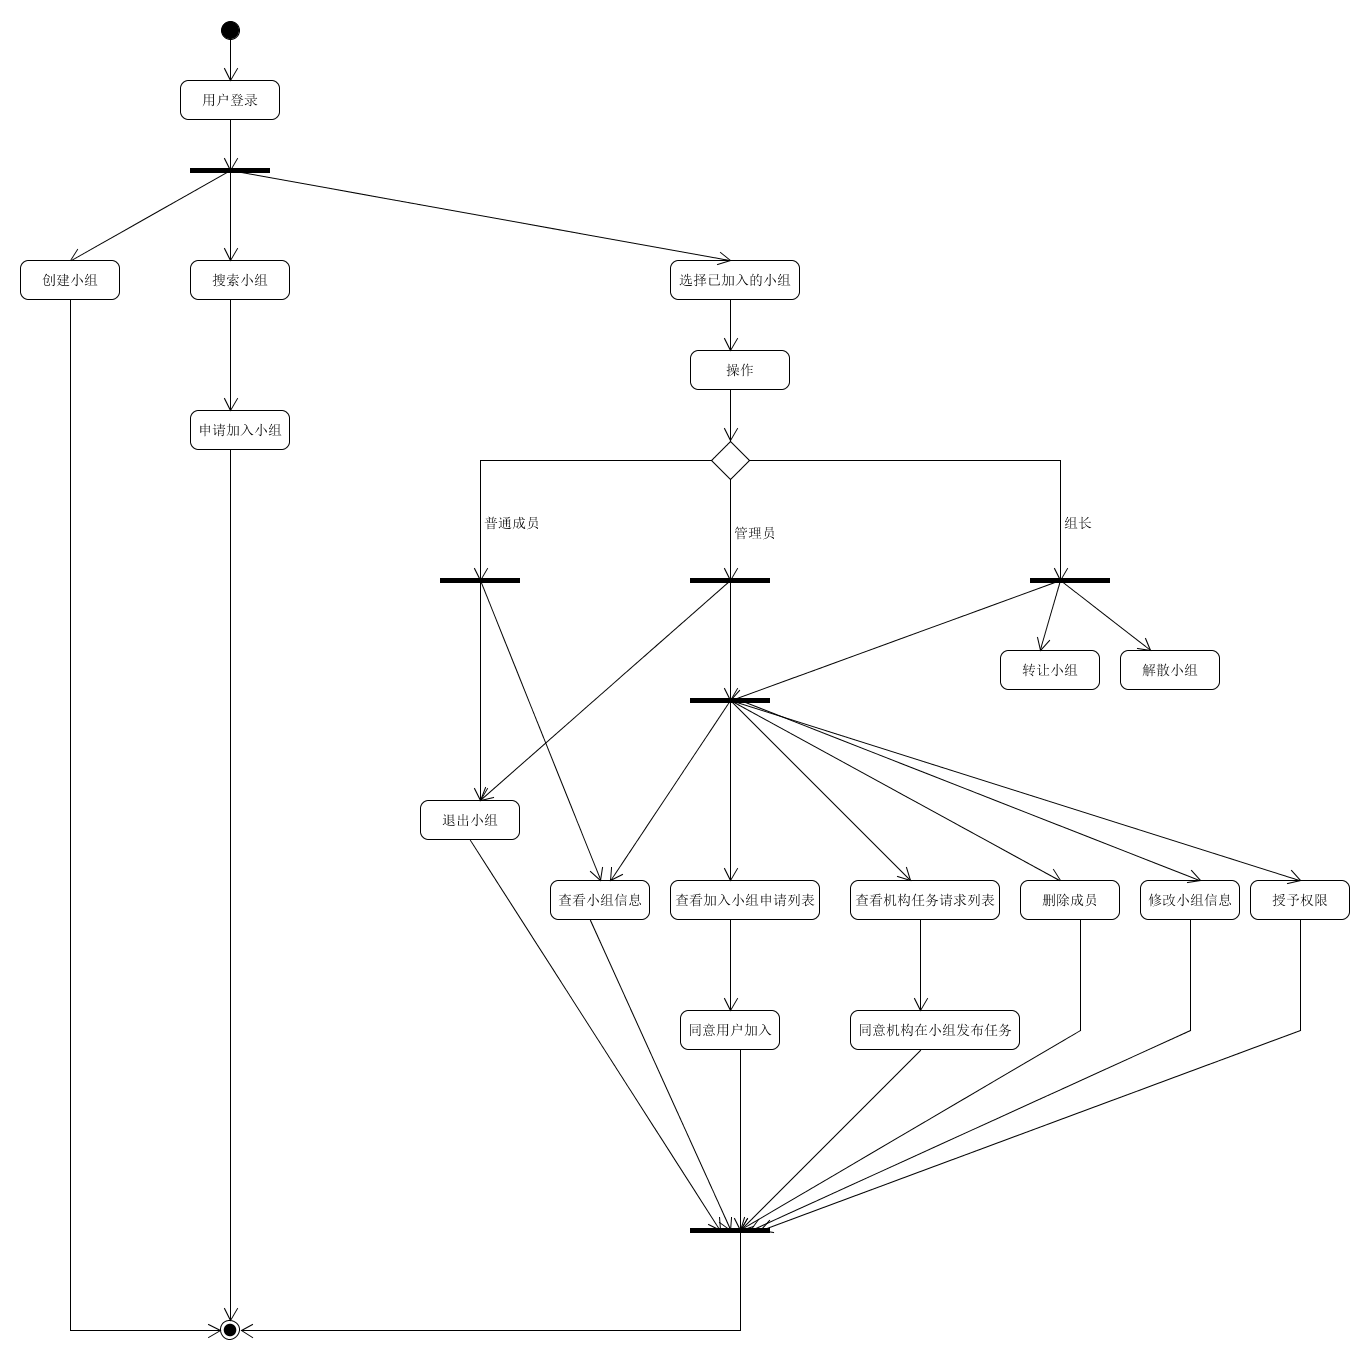 用户登录
创建小组
搜索小组
选择已加入的小组
操作
申请加入小组
普通成员
管理员
组长
转让小组
解散小组
退出小组
查看小组信息
查看加入小组申请列表
查看机构任务请求列表
删除成员
修改小组信息
授予权限
同意用户加入
同意机构在小组发布任务